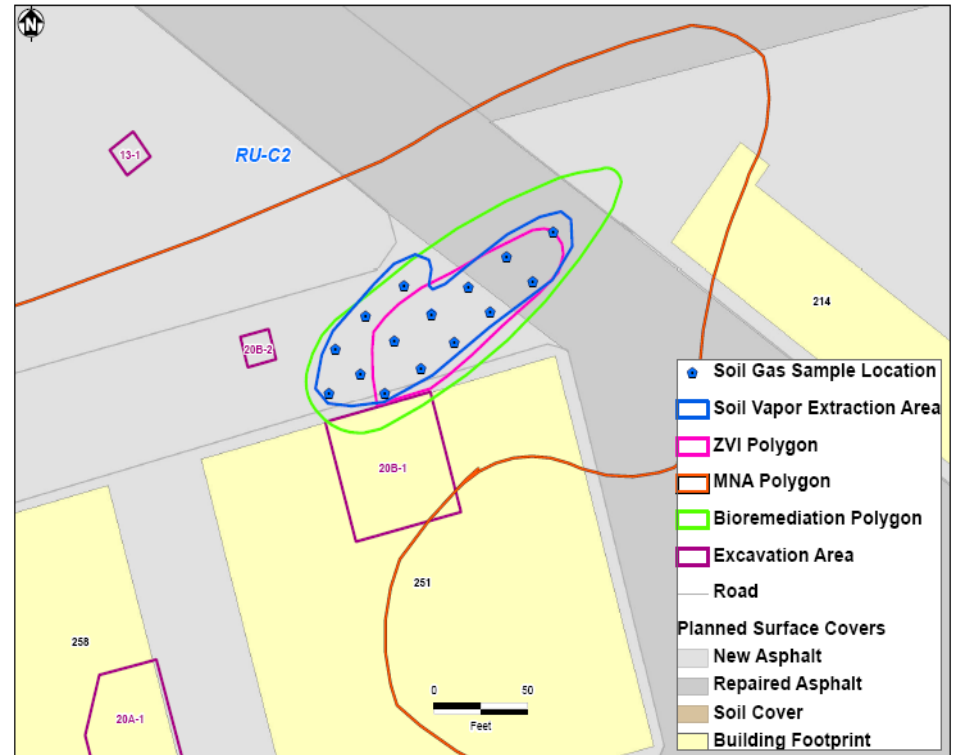 N
13-1
RU-C2
214
20B-2
20B-1
251
258
20A-1
0 50
Feet
Soil Gas Sample Location
Soil Vapor Extraction Area
ZVI Polygon
MNA Polygon
Bioremediation Polygon
Excavation Area
Road
Planned Surface Covers
New Asphalt
Repaired Asphalt
Soil Cover
Building Footprint